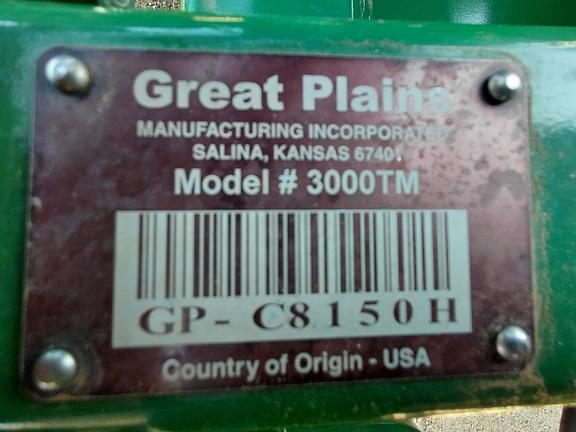 Great Plains
MANUFACTURING INCORPORATED
SALINA, KANSAS 67401
Model # 3000TM
GP- C8150H
Country of Origin - USA